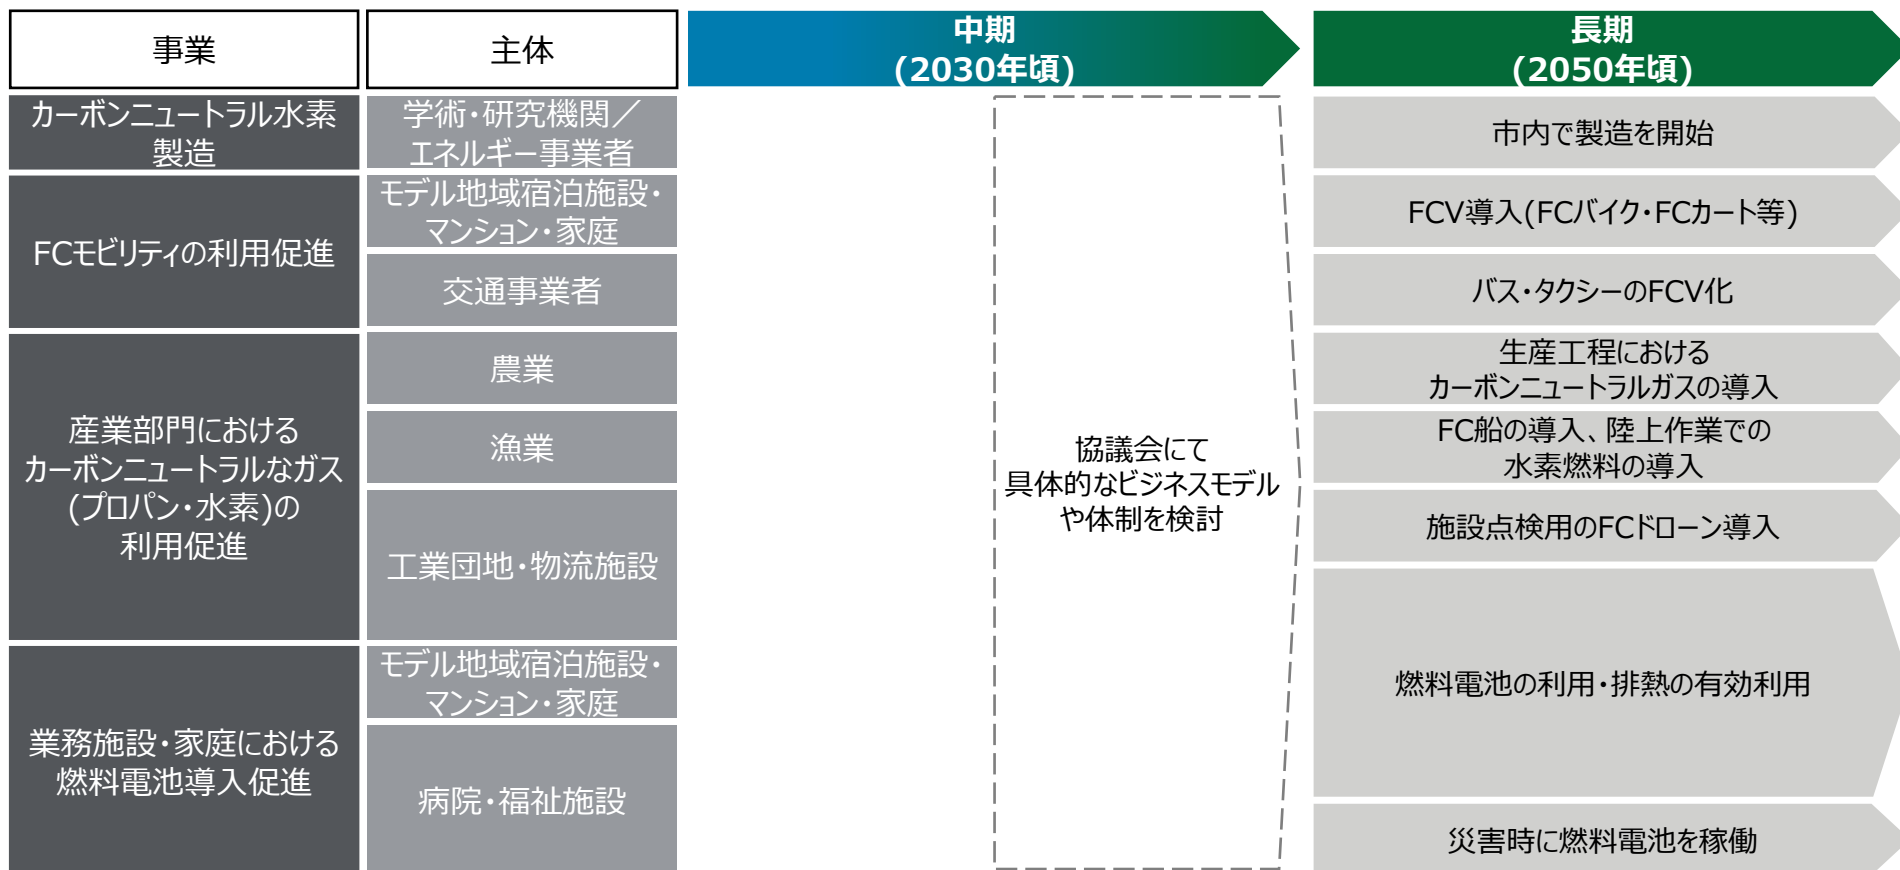 事業
主体
中期
(2030年頃)
長期
(2050年頃)
カーボンニュートラル水素
製造
学術・研究機関／
エネルギー事業者
市内で製造を開始
FCモビリティの利用促進
モデル地域宿泊施設・
マンション・家庭
FCV導入(FCバイク・FCカート等)
交通事業者
バス・タクシーのFCV化
産業部門における
カーボンニュートラルなガス
(プロパン・水素)の
利用促進
農業
生産工程における
カーボンニュートラルガスの導入
漁業
FC船の導入、陸上作業での
水素燃料の導入
工業団地・物流施設
施設点検用のFCドローン導入
協議会にて
具体的なビジネスモデル
や体制を検討
燃料電池の利用・排熱の有効利用
業務施設・家庭における
燃料電池導入促進
モデル地域宿泊施設・
マンション・家庭
病院・福祉施設
災害時に燃料電池を稼働